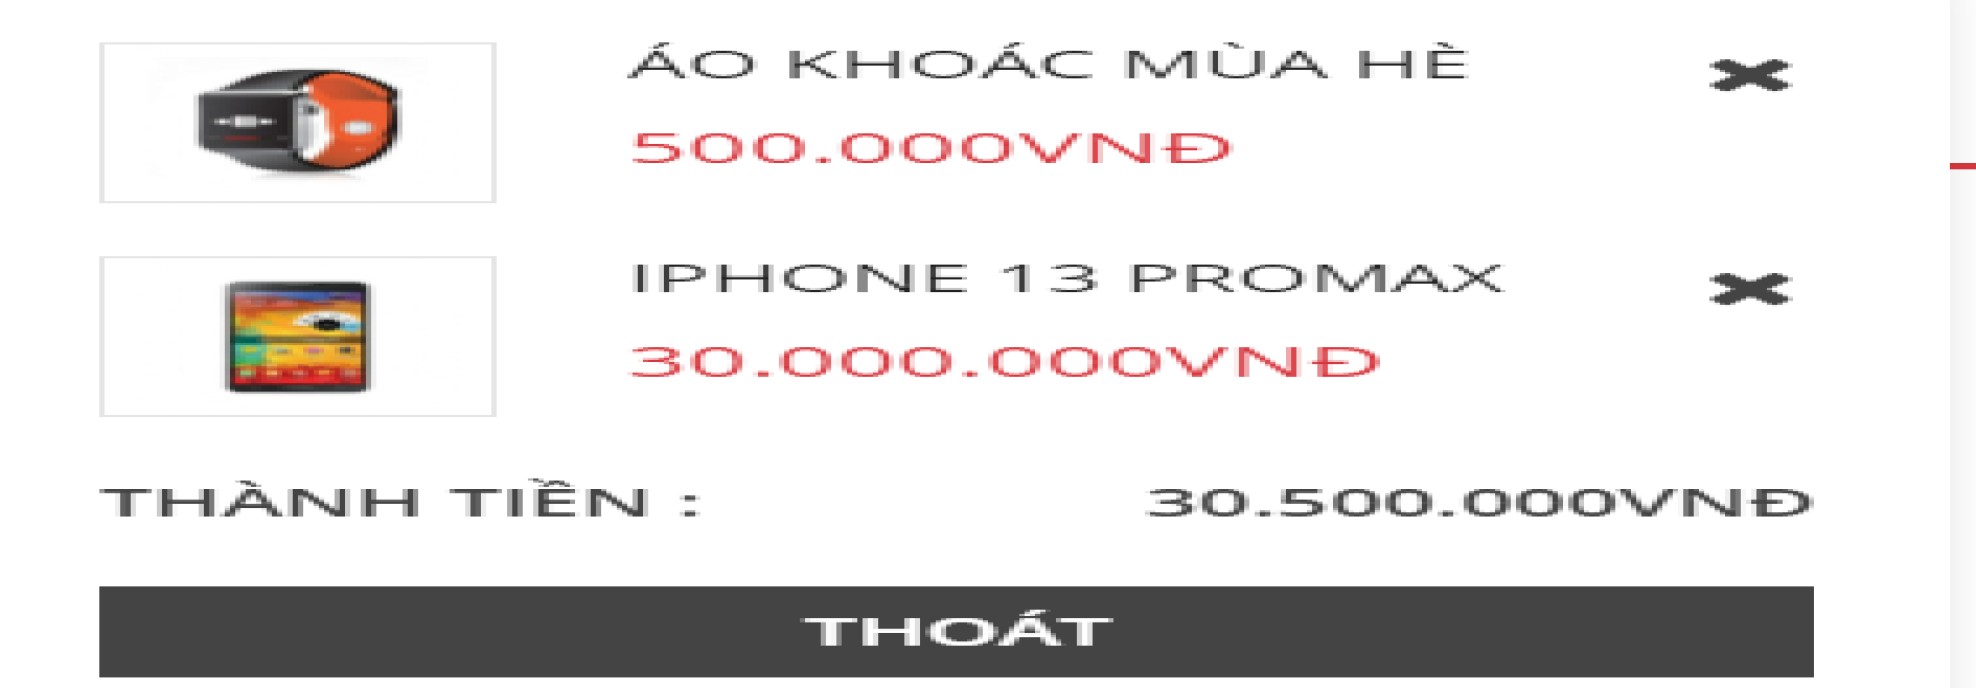 ÁO KHOÁC MÙA HÈ
500.000VNĐ
IPHONE 13 PROMAX
30.000.000VNĐ
THÀNH TIỀN : 30.500.000VNĐ
THOÁT